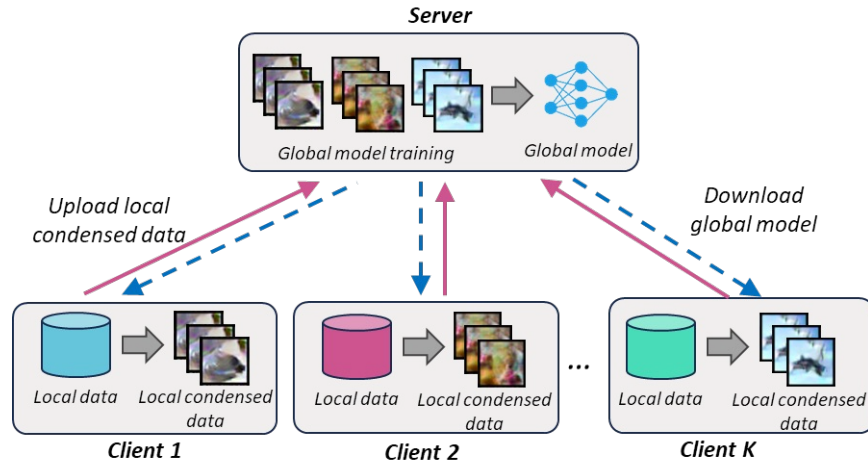 Server
Global model training
Global model
Upload local
condensed data
Download
global model
Local data
Local condensed
data
Client 1
Local data
Local condensed
data
Client 2
...
Local data
Local condensed
data
Client K